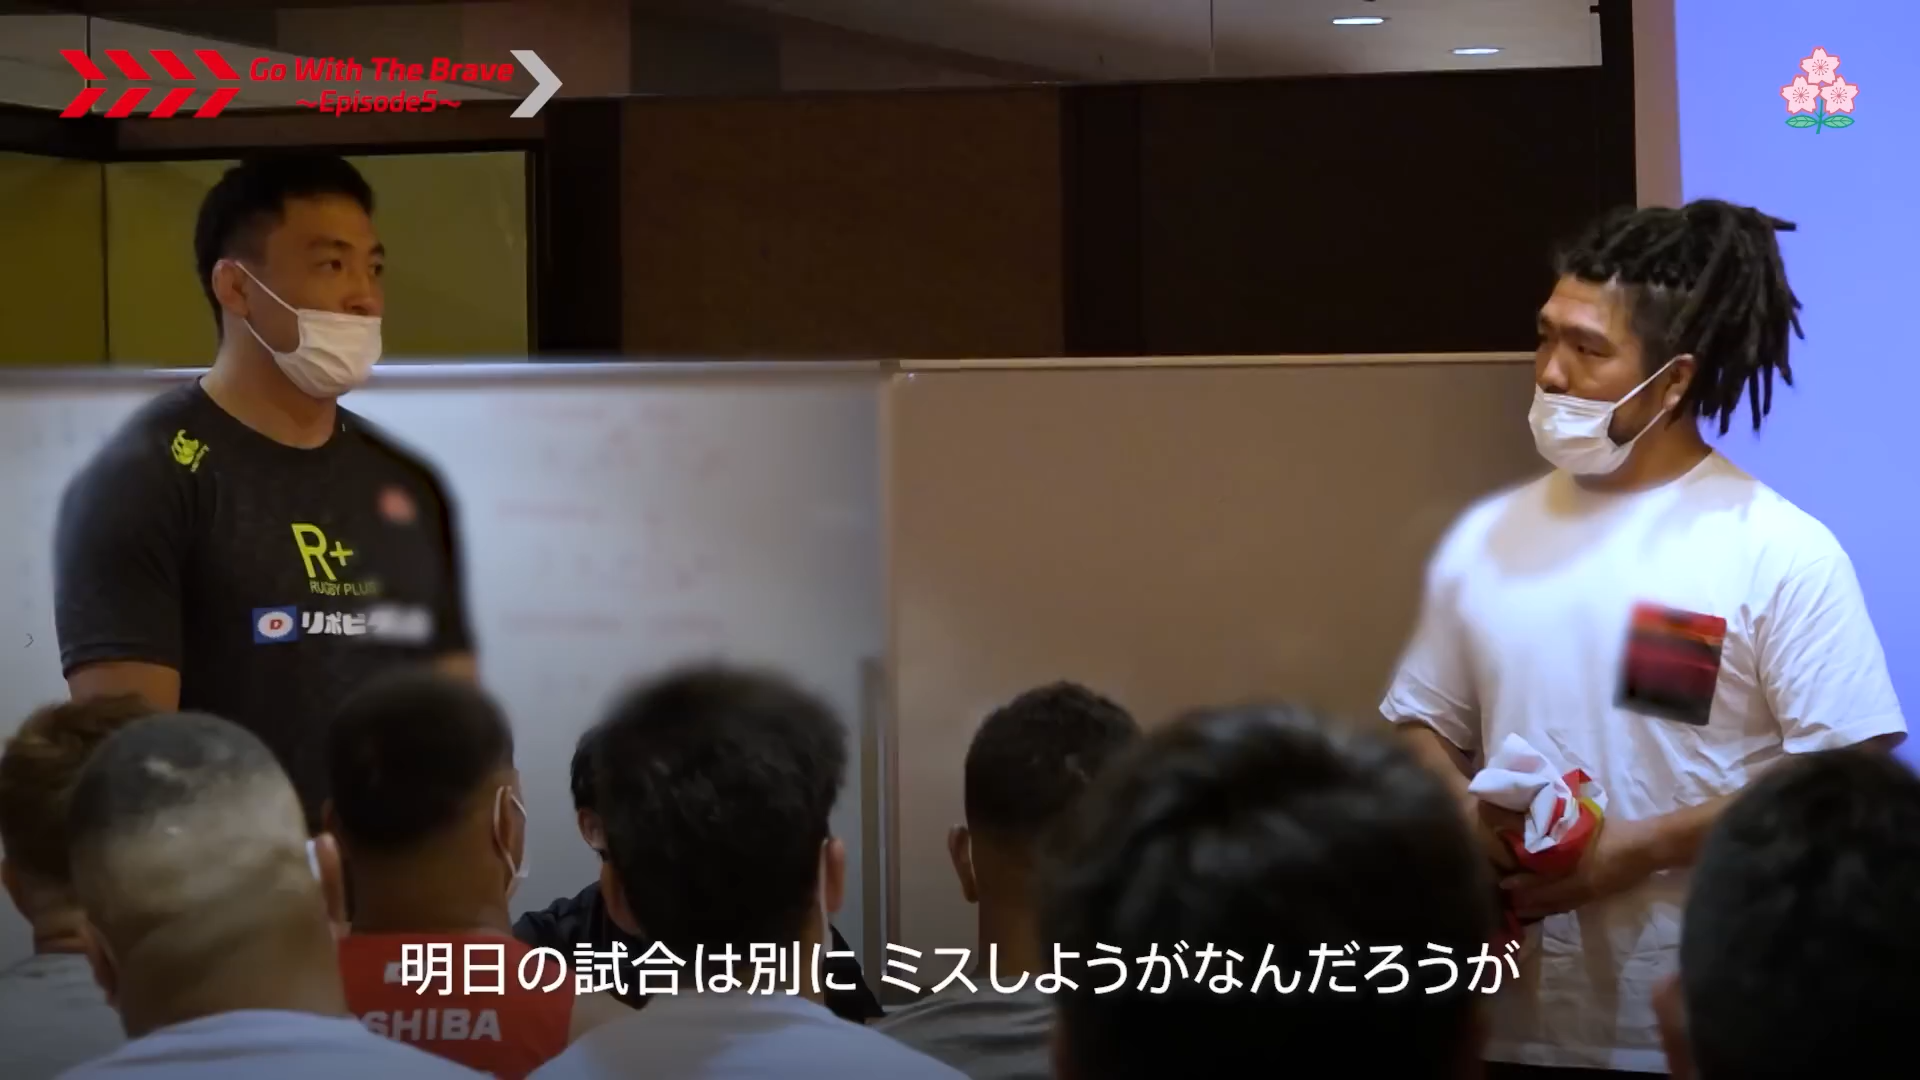 Go With The Brave
～Episode5～
R+
RUGBY PLUS
D リポビ
SHIBA
明日の試合は別に ミスしようがなんだろうが